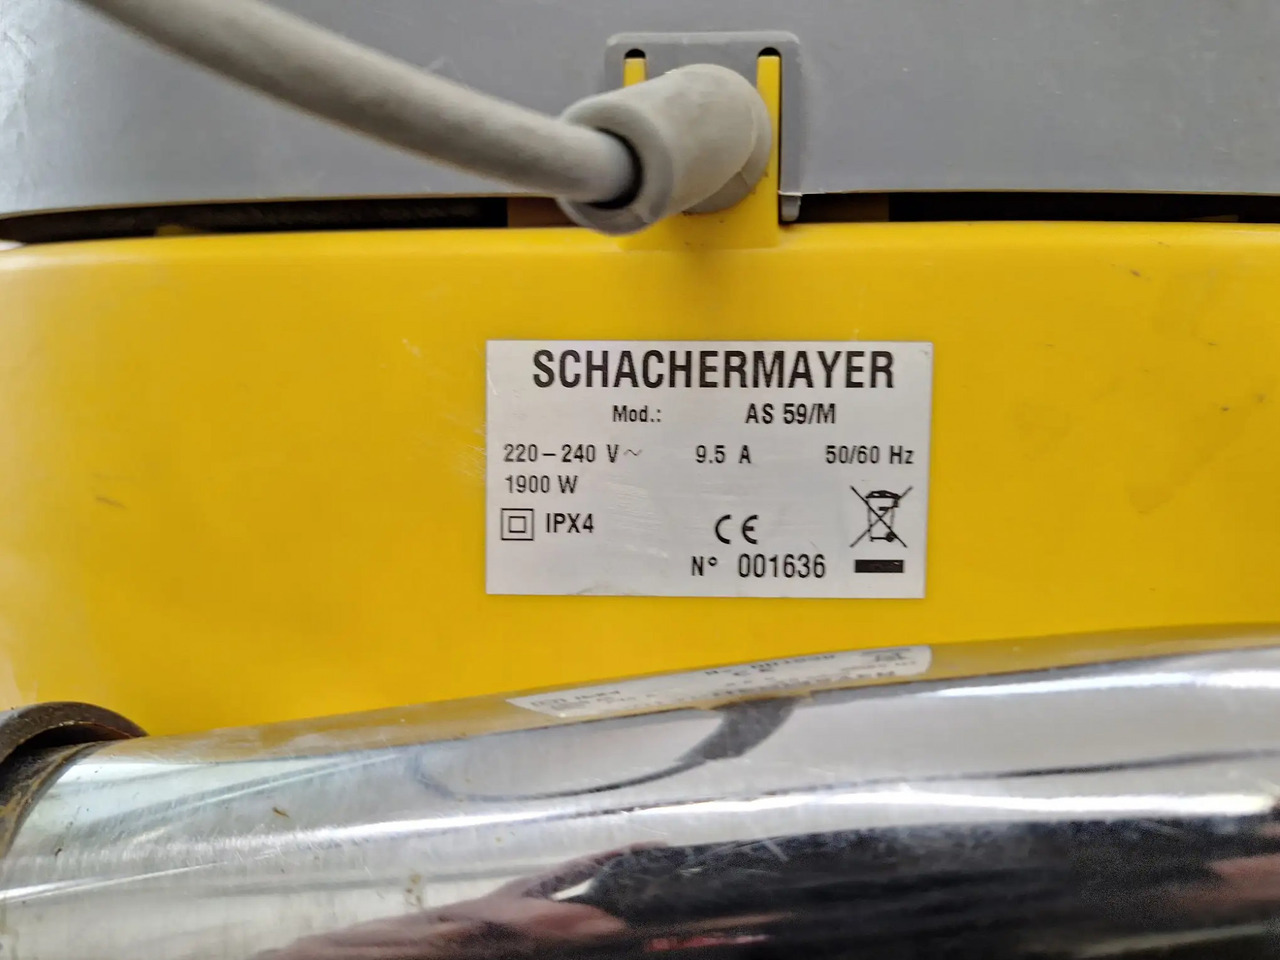 SCHACHERMAYER
Mod.: AS 59/M
220–240 V~ 9.5 A 50/60 Hz
1900 W
IPX4 CE
N° 001636